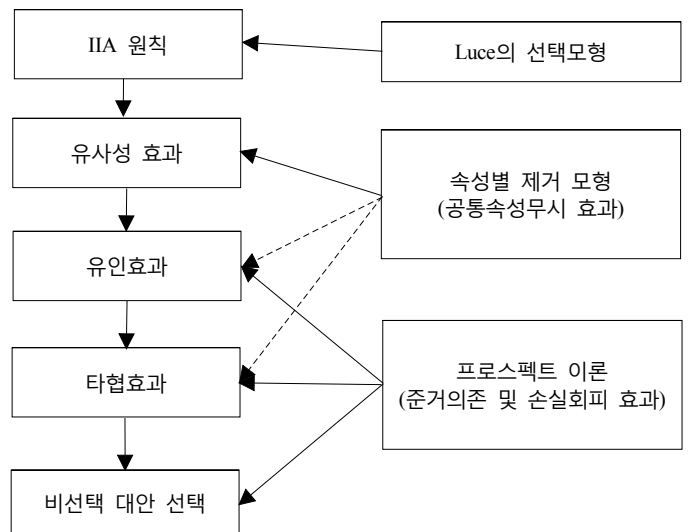 IIA 원칙
Luce의 선택모형
유사성 효과
속성별 제거 모형
(공통속성무시 효과)
유인효과
타협효과
프로스펙트 이론
(준거의존 및 손실회피 효과)
비선택 대안 선택